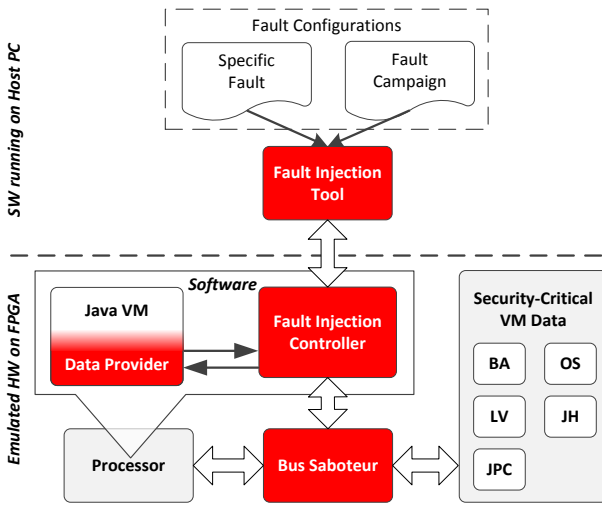 Fault Configurations
Specific
Fault
Fault
Campaign
SW running on Host PC
Fault Injection
Tool
Emulated HW on FPGA
Software
Java VM
Data Provider
Fault Injection
Controller
Security-Critical
VM Data
BA
OS
LV
JH
JPC
Processor
Bus Saboteur